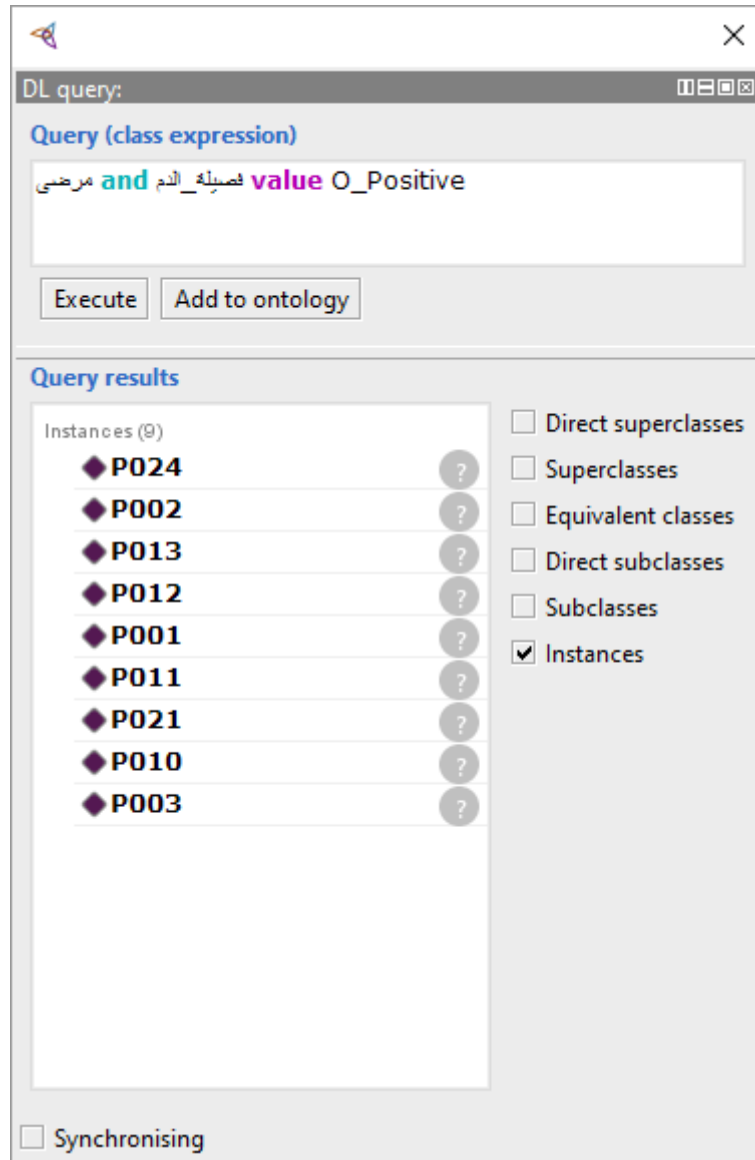 DL query:
Query (class expression)
مرضى and فصيلة_الدم value O_Positive
Execute
Add to ontology
Query results
Instances (9)
P024
?
P002
?
P013
?
P012
?
P001
?
P011
?
P021
?
P010
?
P003
?
Direct superclasses
Superclasses
Equivalent classes
Direct subclasses
Subclasses
Instances
Synchronising